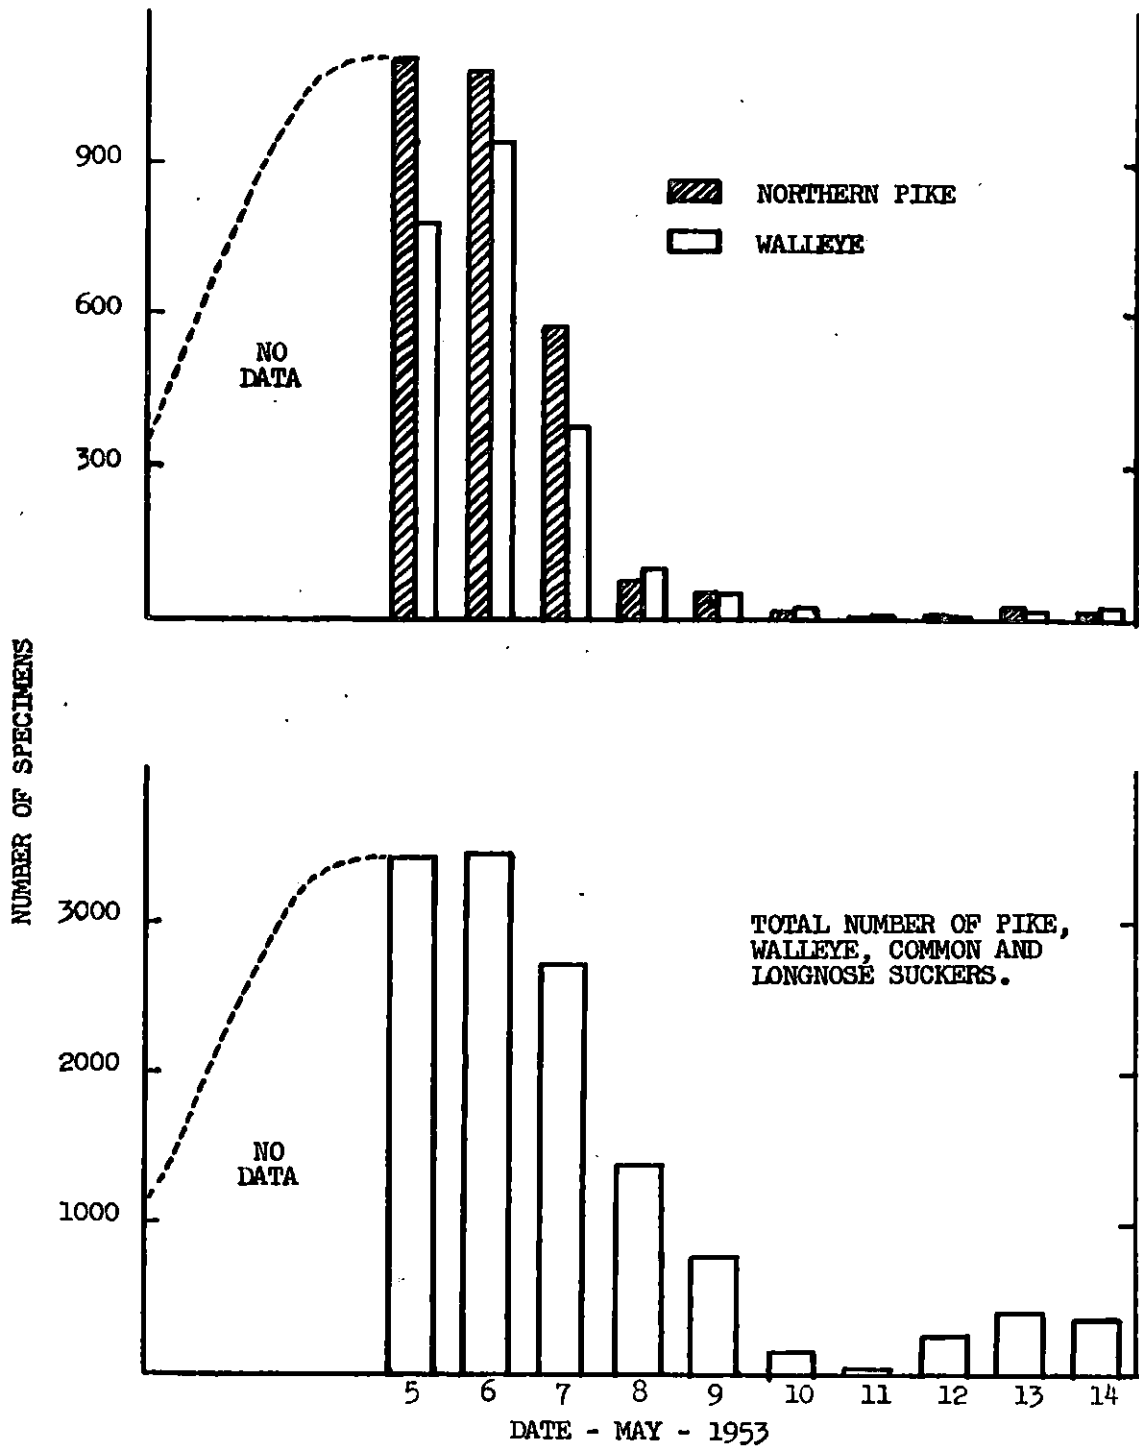 900
600
300
NO
DATA
NORTHERN PIKE
WALLEYE
NUMBER OF SPECIMENS
3000
2000
1000
NO
DATA
TOTAL NUMBER OF PIKE,
WALLEYE, COMMON AND
LONGNOSE SUCKERS.
5 6 7 8 9 10 11 12 13 14
DATE - MAY - 1953